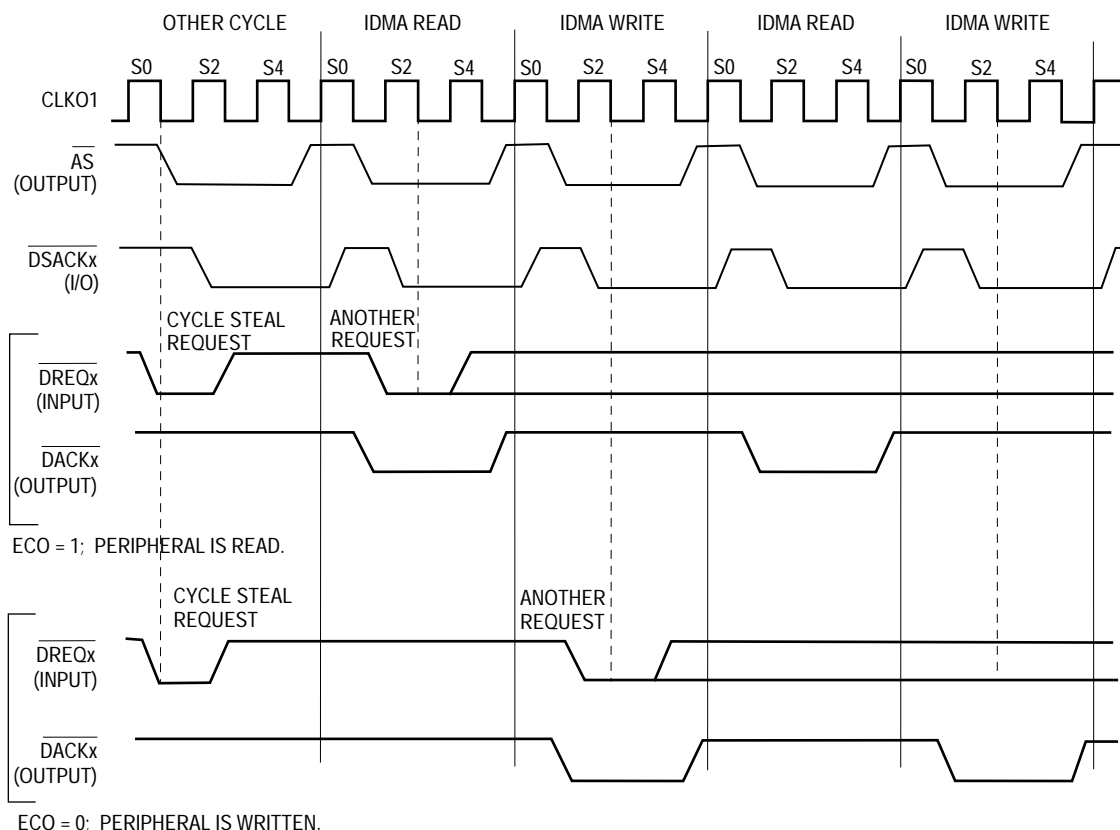 OTHER CYCLE IDMA READ IDMA WRITE IDMA READ IDMA WRITE
S0 S2 S4 S0 S2 S4 S0 S2 S4 S0 S2 S4 S0 S2 S4
CLKO1
AS
(OUTPUT)
DSACKx
(I/O)
CYCLE STEAL
REQUEST
ANOTHER
REQUEST
DREQx
(INPUT)
DACKx
(OUTPUT)
ECO = 1; PERIPHERAL IS READ.
CYCLE STEAL
REQUEST
ANOTHER
REQUEST
DREQx
(INPUT)
DACKx
(OUTPUT)
ECO = 0; PERIPHERAL IS WRITTEN.